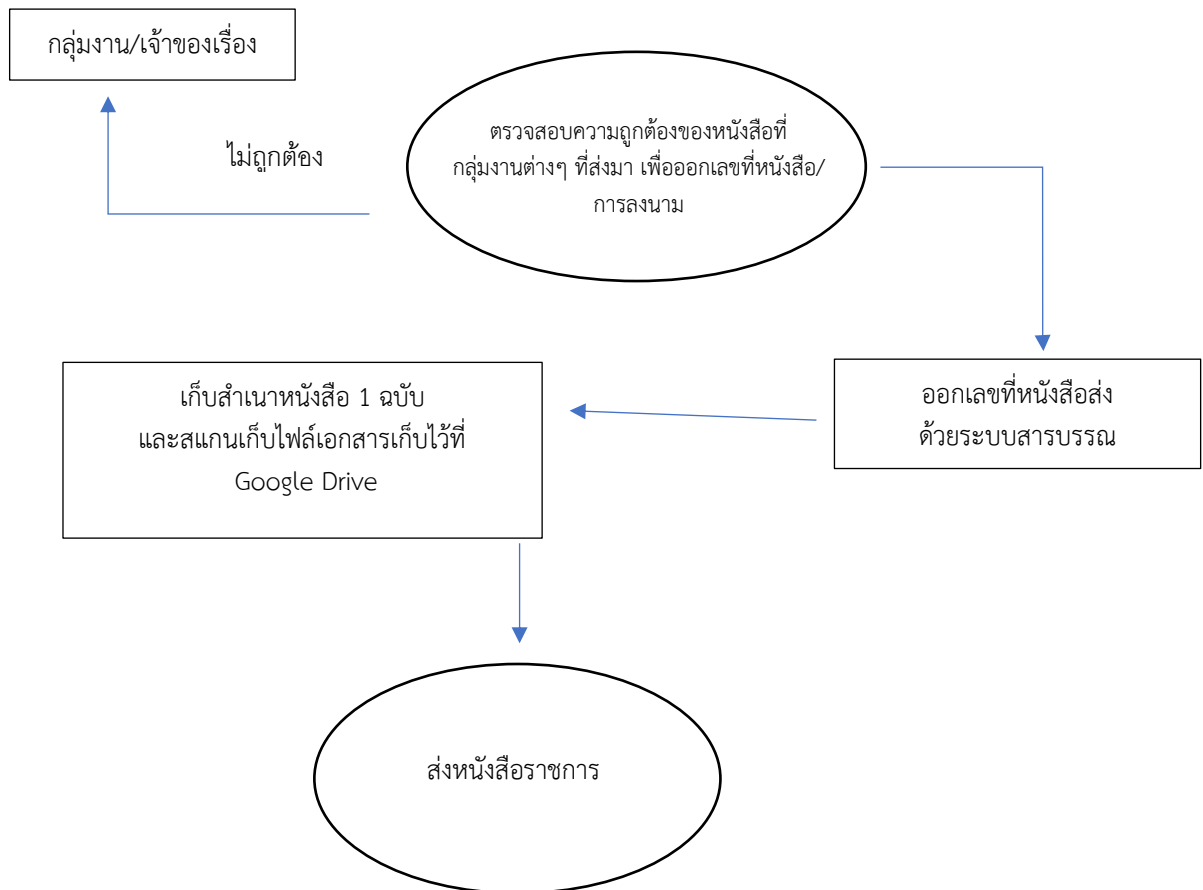 กลุ่มงาน/เจ้าของเรื่อง
ตรวจสอบความถูกต้องของหนังสือที่
กลุ่มงานต่างๆ ที่ส่งมา เพื่อออกเลขที่หนังสือ/
การลงนาม
ไม่ถูกต้อง
ออกเลขที่หนังสือส่ง
ด้วยระบบสารบรรณ
เก็บสำเนาหนังสือ 1 ฉบับ
และสแกนเก็บไฟล์เอกสารเก็บไว้ที่
Google Drive
ส่งหนังสือราชการ